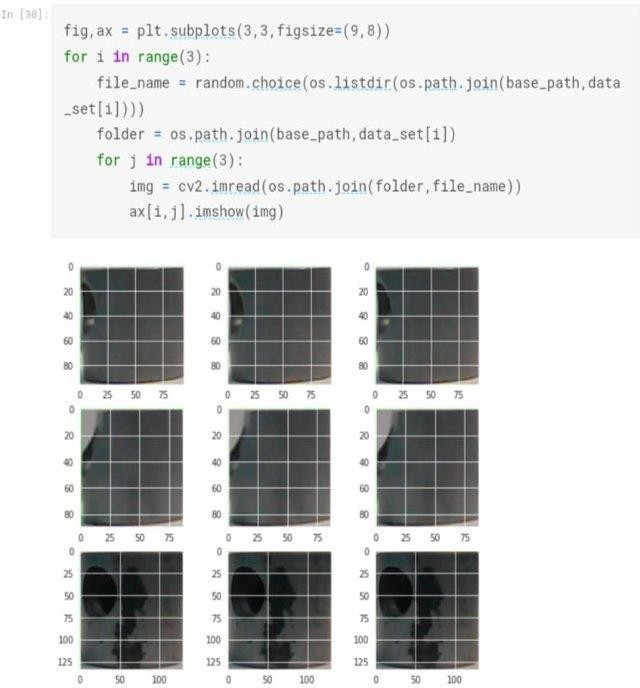 In [30]:
fig,ax = plt.subplots(3,3,figsize=(9,8))
for i in range(3):
    file_name = random.choice(os.listdir(os.path.join(base_path,data
_set[i])))
    folder = os.path.join(base_path,data_set[i])
    for j in range(3):
        img = cv2.imread(os.path.join(folder,file_name))
        ax[i,j].imshow(img)
0 0 0
20 20 20
40 40 40
60 60 60
80 80 80
0 25 50 75 0 25 50 75 0 25 50 75
0 0 0
20 20 20
40 40 40
60 60 60
80 80 80
0 25 50 75 0 25 50 75 0 25 50 75
0 0 0
25 25 25
50 50 50
75 75 75
100 100 100
125 125 125
0 50 100 0 50 100 0 50 100